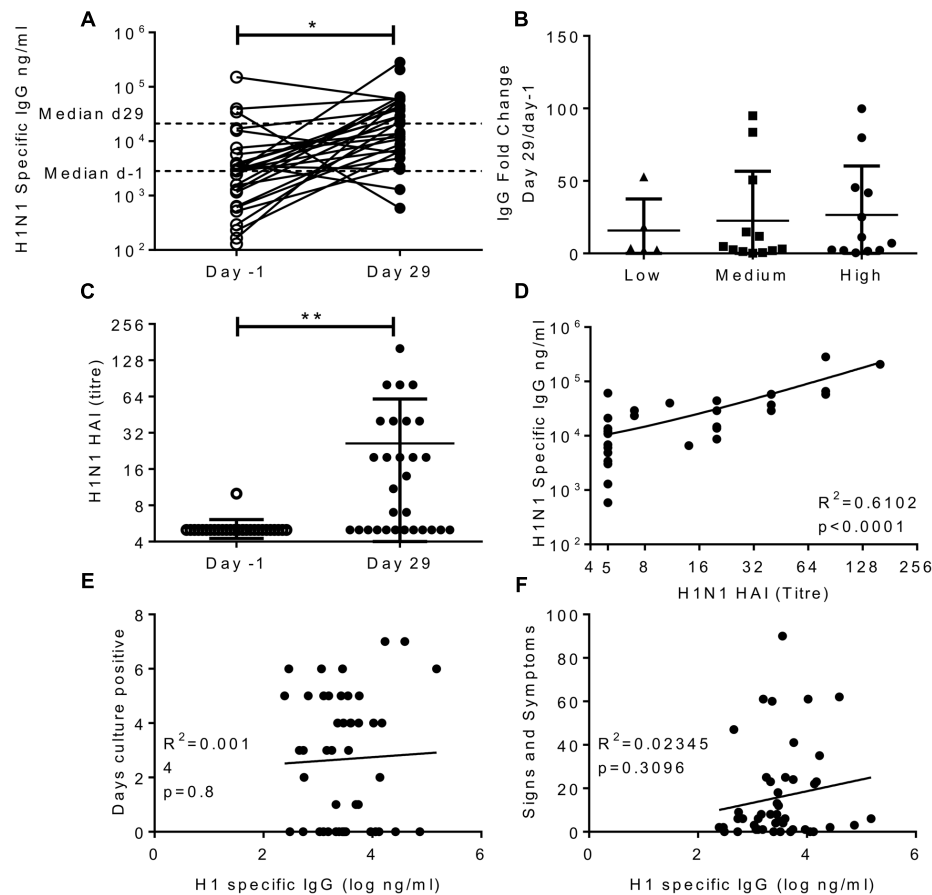 A
H1N1 Specific IgG ng/ml
10^6
10^5
10^4
10^3
10^2
Median d29
Median d-1
*
Day -1
Day 29
B
IgG Fold Change
Day 29/day-1
150
100
50
0
Low
Medium
High
C
H1N1 HAI (titre)
256
128
64
32
16
8
4
**
Day -1
Day 29
D
H1N1 Specific IgG ng/ml
10^6
10^5
10^4
10^3
10^2
R^2=0.6102
p<0.0001
4 5 8 16 32 64 128 256
H1N1 HAI (Titre)
E
Days culture positive
8
6
4
2
0
R^2=0.001
4
p=0.8
0 2 4 6
H1 specific IgG (log ng/ml)
F
Signs and Symptoms
100
80
60
40
20
0
R^2=0.02345
p=0.3096
0 2 4 6
H1 specific IgG (log ng/ml)